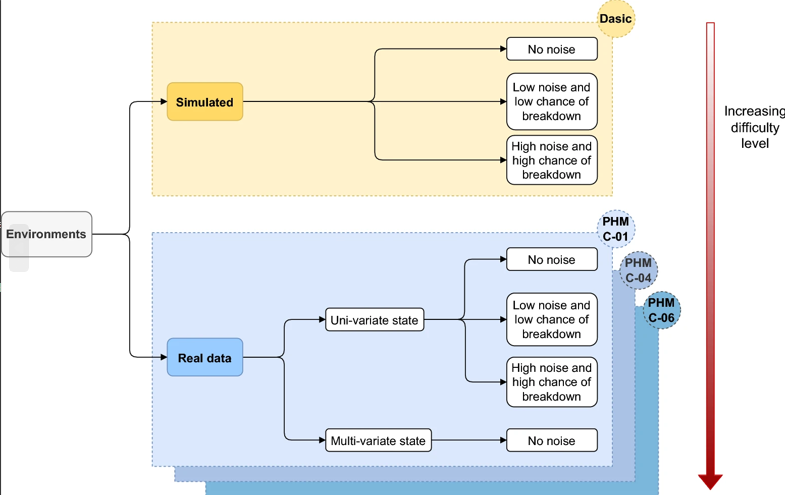 Dasic
No noise
Low noise and
low chance of
breakdown
High noise and
high chance of
breakdown
Simulated
Increasing
difficulty
level
Environments
PHM
C-01
PHM
C-04
PHM
C-06
No noise
Uni-variate state
Low noise and
low chance of
breakdown
Real data
High noise and
high chance of
breakdown
Multi-variate state
No noise